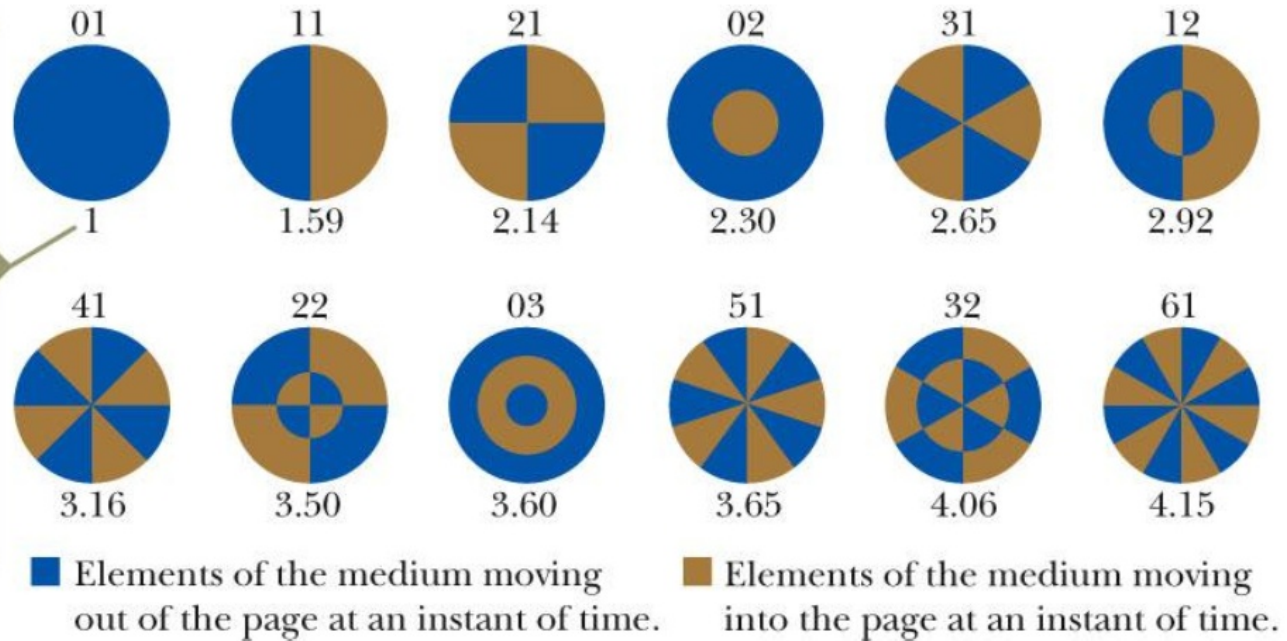 01 11 21 02 31 12
1 1.59 2.14 2.30 2.65 2.92
41 22 03 51 32 61
3.16 3.50 3.60 3.65 4.06 4.15
Elements of the medium moving
out of the page at an instant of time.
Elements of the medium moving
into the page at an instant of time.